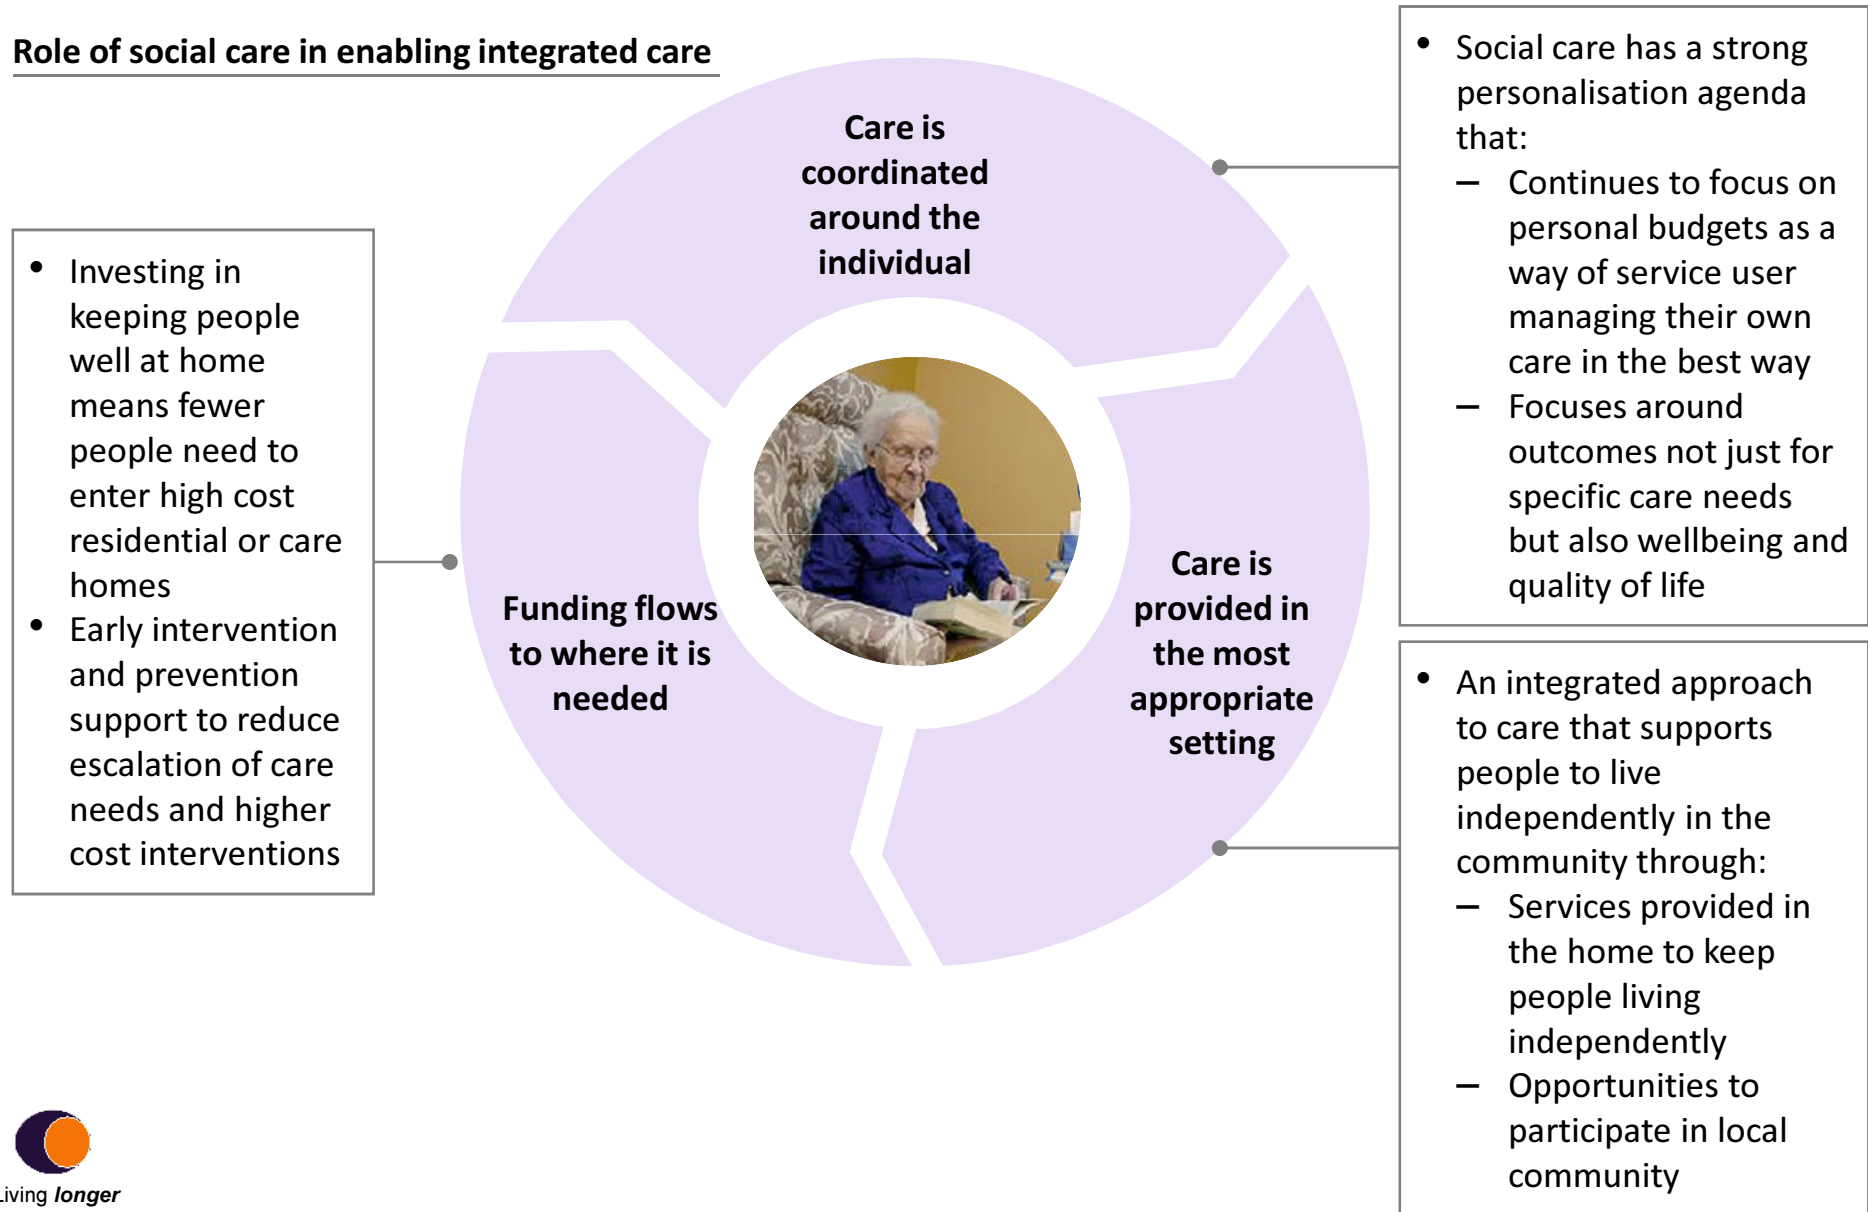 Role of social care in enabling integrated care
Care is
coordinated
around the
individual
Care is
provided in
the most
appropriate
setting
Funding flows
to where it is
needed
• Investing in
keeping people
well at home
means fewer
people need to
enter high cost
residential or care
homes
• Early intervention
and prevention
support to reduce
escalation of care
needs and higher
cost interventions
• Social care has a strong
personalisation agenda
that:
– Continues to focus on
personal budgets as a
way of service user
managing their own
care in the best way
– Focuses around
outcomes not just for
specific care needs
but also wellbeing and
quality of life
• An integrated approach
to care that supports
people to live
independently in the
community through:
– Services provided in
the home to keep
people living
independently
– Opportunities to
participate in local
community
Living longer